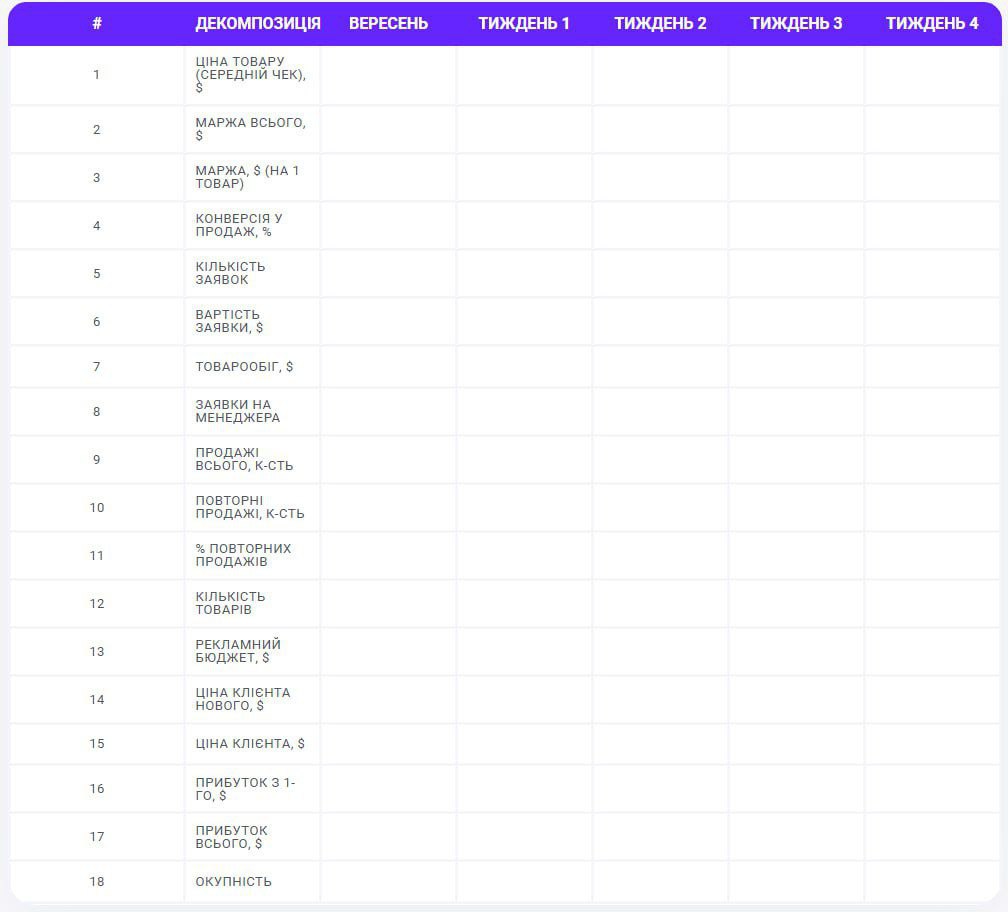 # ДЕКОМПОЗИЦІЯ ВЕРЕСЕНЬ ТИЖДЕНЬ 1 ТИЖДЕНЬ 2 ТИЖДЕНЬ 3 ТИЖДЕНЬ 4
1 ЦІНА ТОВАРУ
(СЕРЕДНІЙ ЧЕК),
$
2 МАРЖА ВСЬОГО,
$
3 МАРЖА, $ (НА 1
ТОВАР)
4 КОНВЕРСІЯ У
ПРОДАЖ, %
5 КІЛЬКІСТЬ
ЗАЯВОК
6 ВАРТІСТЬ
ЗАЯВКИ, $
7 ТОВАРООБІГ, $
8 ЗАЯВКИ НА
МЕНЕДЖЕРА
9 ПРОДАЖІ
ВСЬОГО, К-СТЬ
10 ПОВТОРНІ
ПРОДАЖІ, К-СТЬ
11 % ПОВТОРНИХ
ПРОДАЖІВ
12 КІЛЬКІСТЬ
ТОВАРІВ
13 РЕКЛАМНИЙ
БЮДЖЕТ, $
14 ЦІНА КЛІЄНТА
НОВОГО, $
15 ЦІНА КЛІЄНТА, $
16 ПРИБУТОК З 1-
ГО, $
17 ПРИБУТОК
ВСЬОГО, $
18 ОКУПНІСТЬ